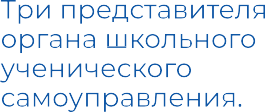 Три представителя
органа школьного
ученического
самоуправления.